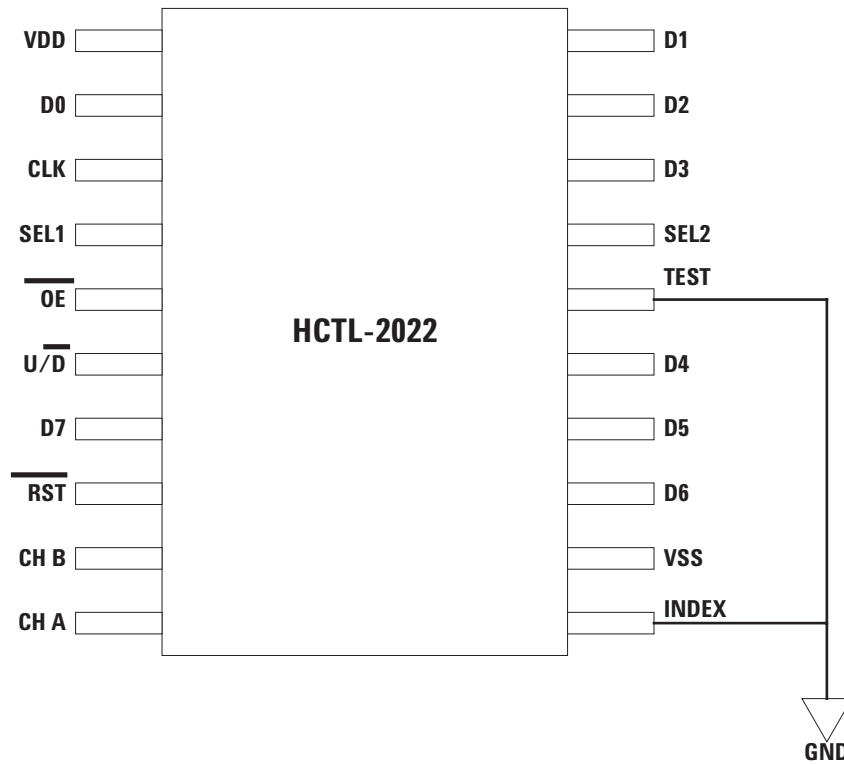 VDD
D0
CLK
SEL1
OE
U/D
D7
RST
CH B
CH A
HCTL-2022
D1
D2
D3
SEL2
TEST
D4
D5
D6
VSS
INDEX
GND